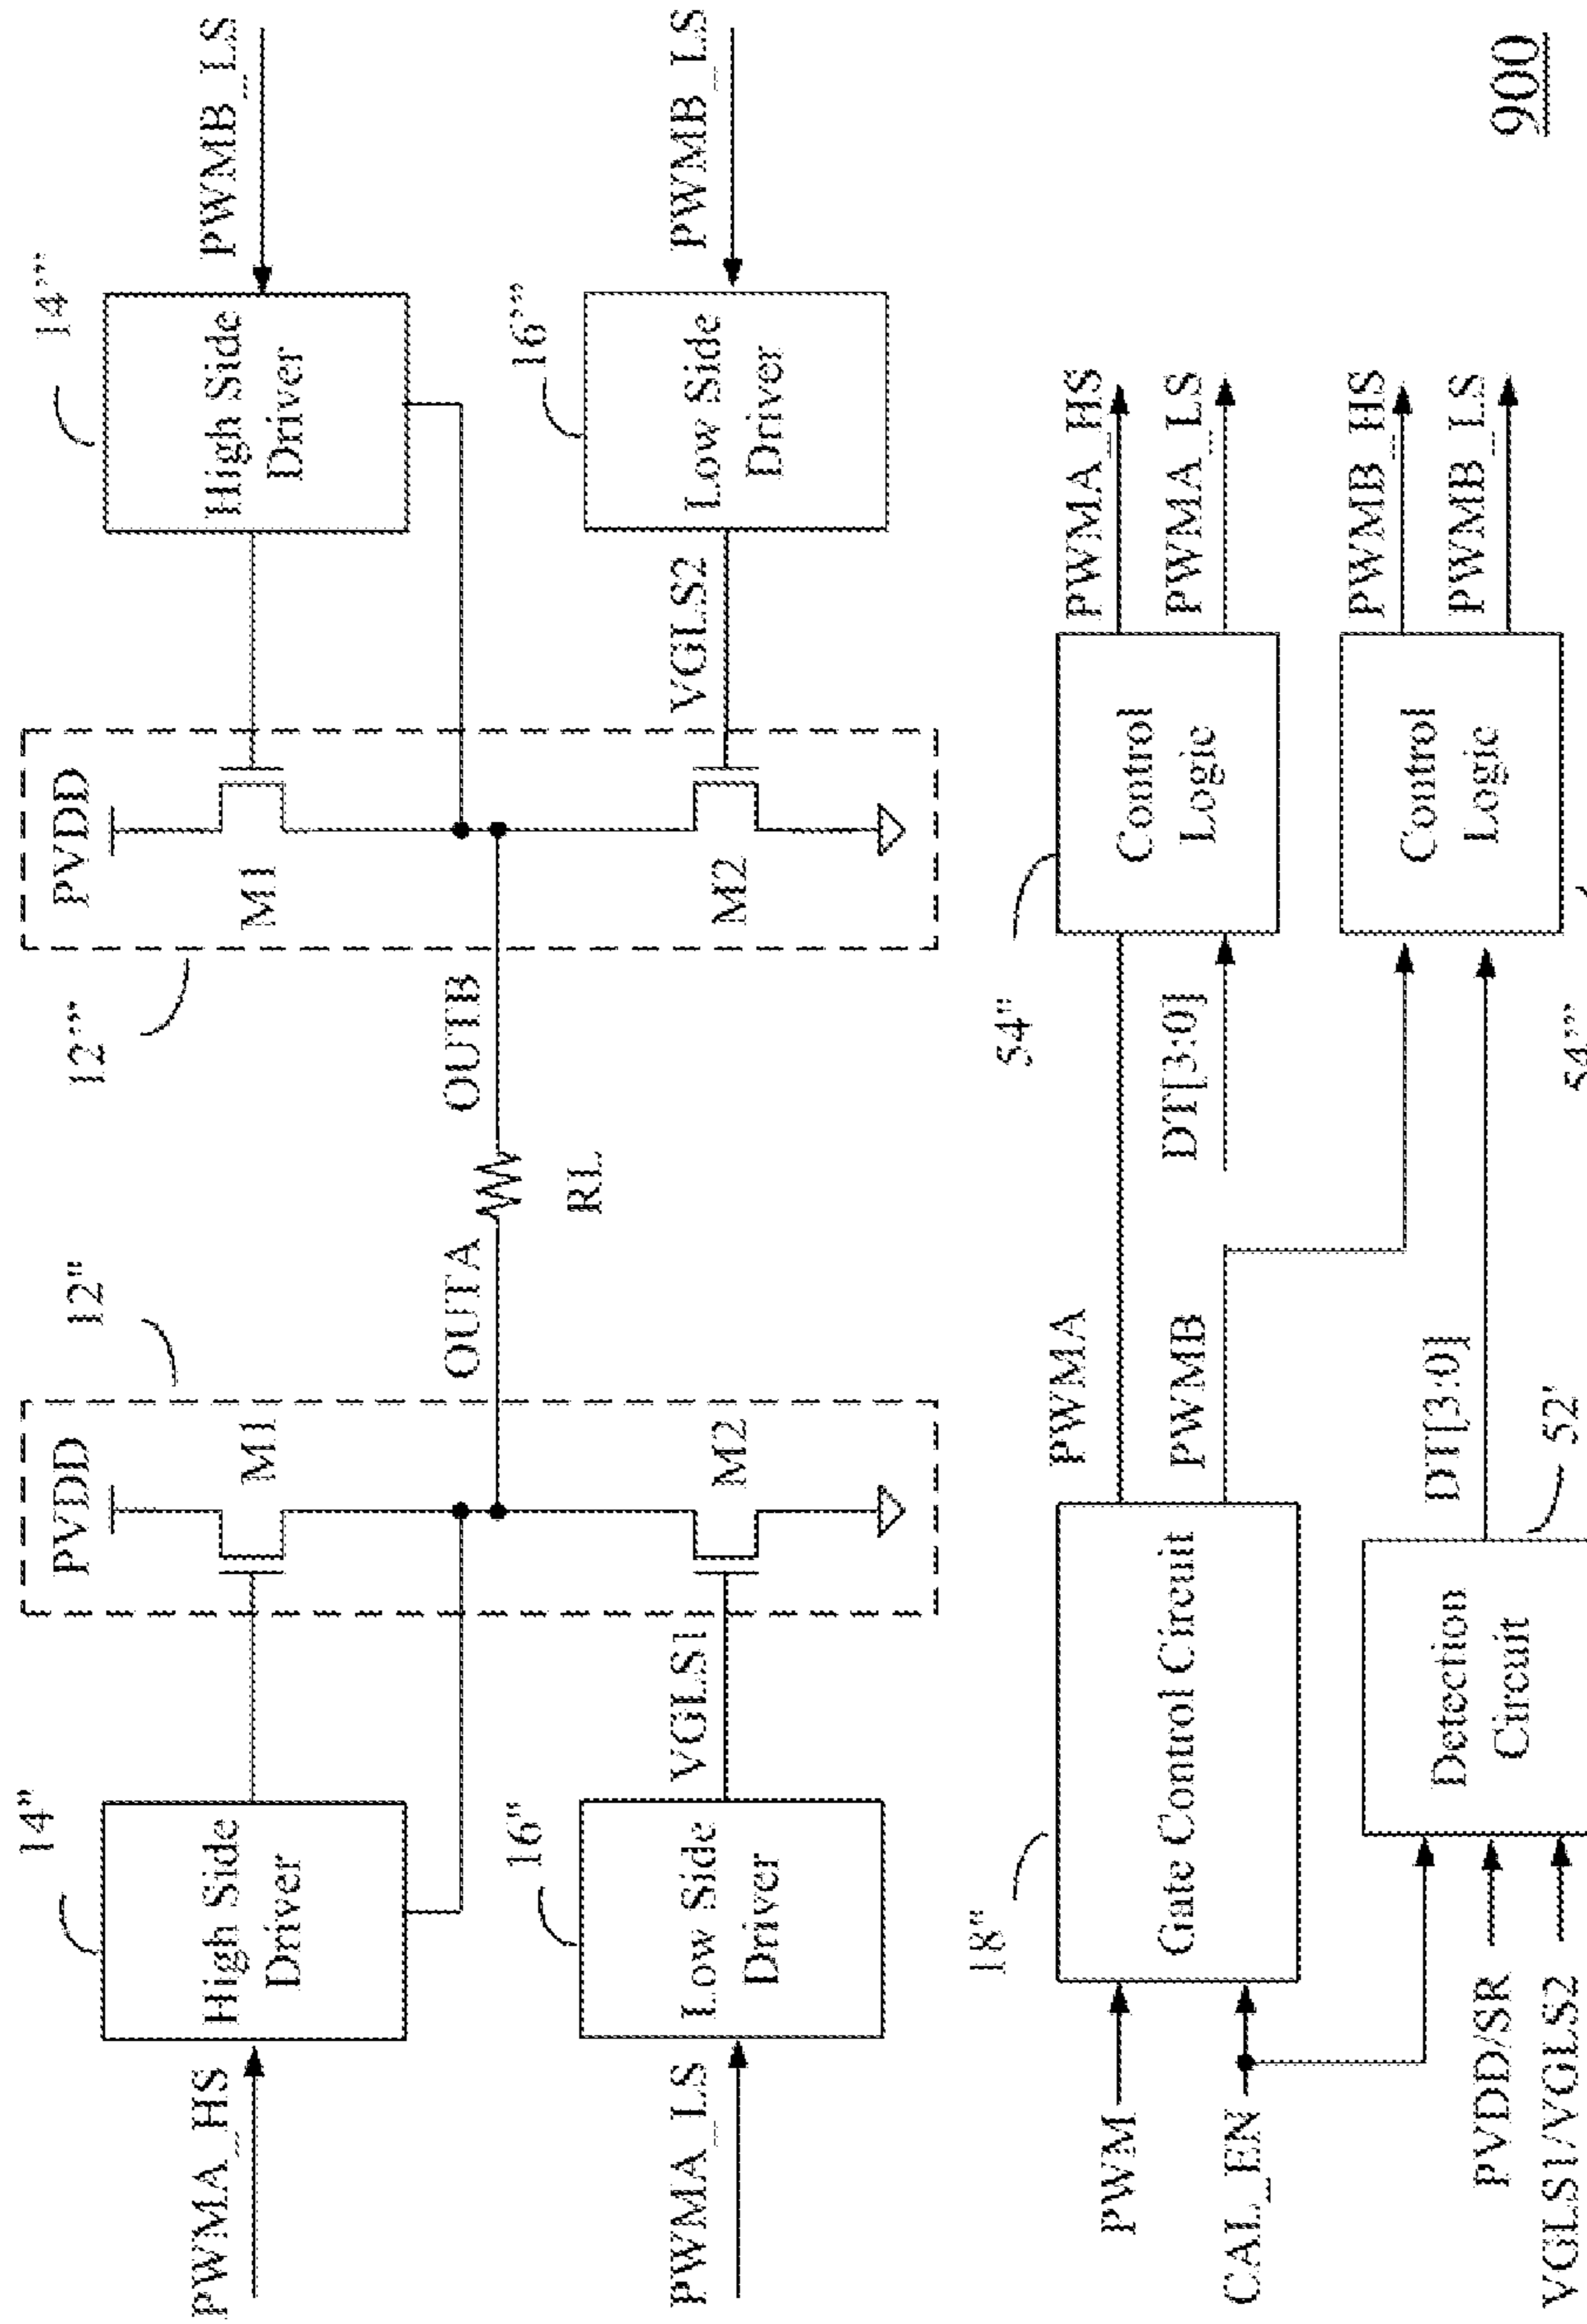 PWMA_HS
14"
High Side
Driver
PVDD
M1
12"
12'''
PVDD
M1
High Side
Driver
14'''
PWMB_LS
OUTA
RL
OUTB
PWMA_LS
16"
Low Side
Driver
VGLS1
M2
M2
VGLS2
Low Side
Driver
16'''
PWMB_LS
PWM
CAL_EN
18"
Gate Control Circuit
PWMA
PWMB
DT[3:0]
54"
Control
Logic
PWMA_HS
PWMA_LS
PVDD/SR
VGLS1/VGLS2
Detection
Circuit
52'
DT[3:0]
Control
Logic
54'''
PWMB_HS
PWMB_LS
900